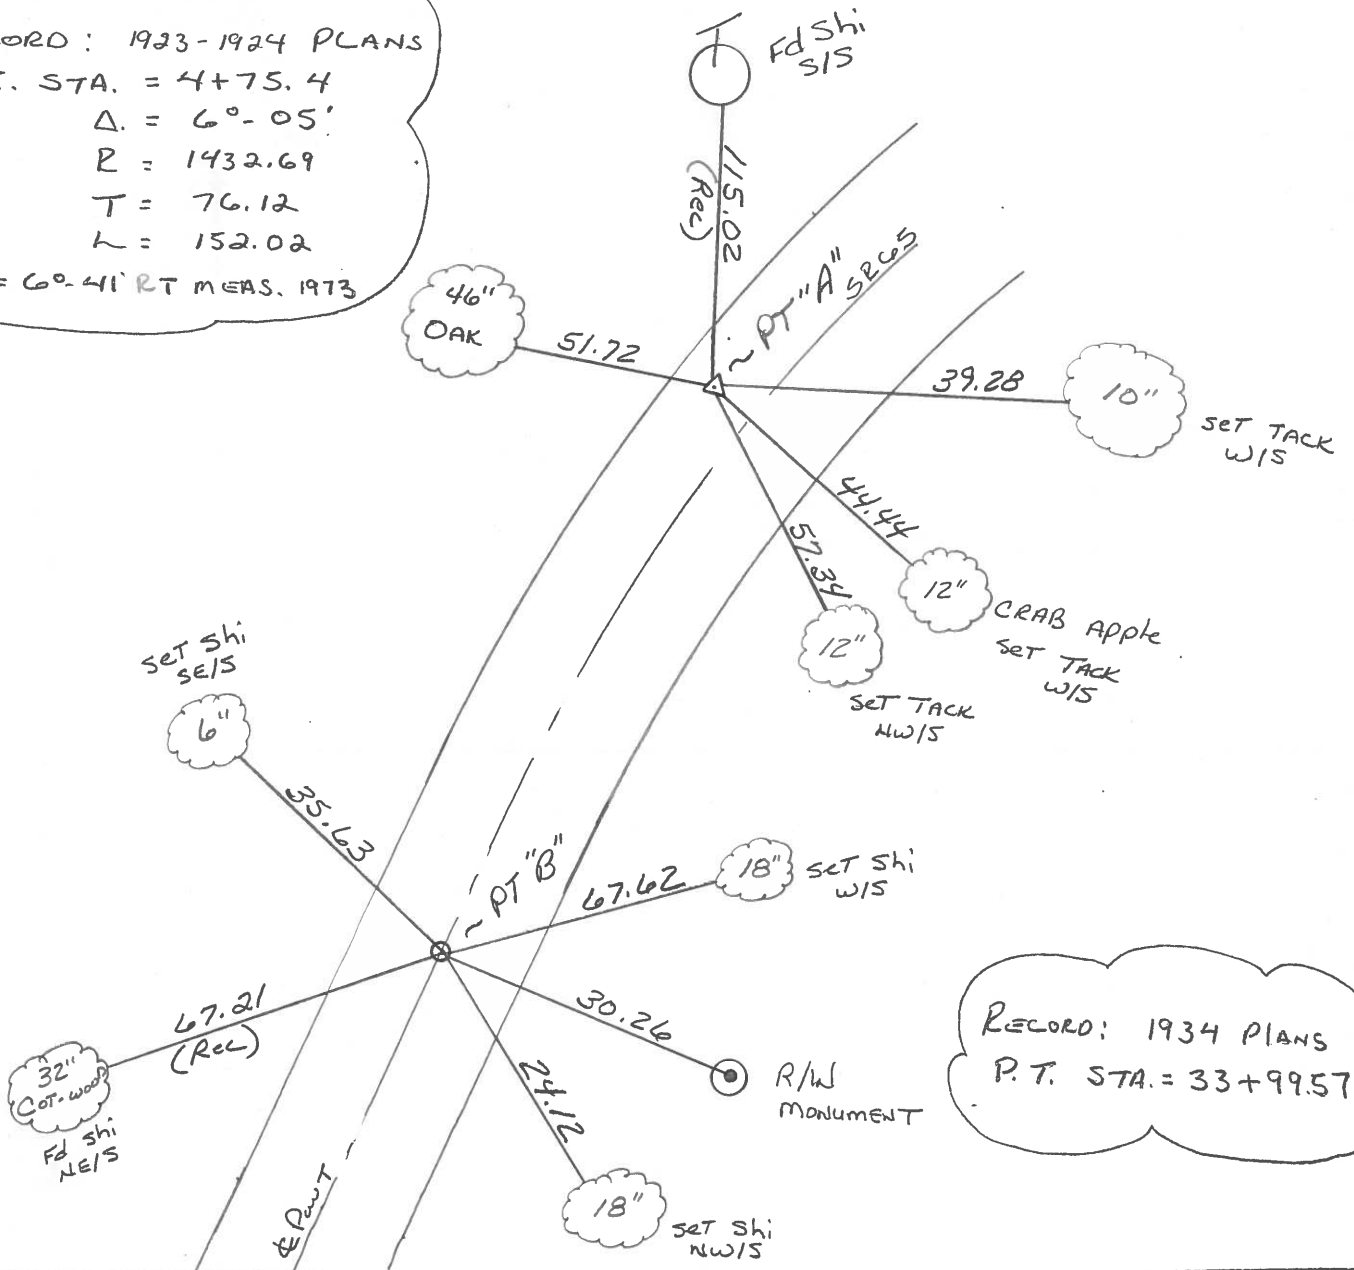 ORD: 1923-1924 PLANS
. STA. = 4+75.4
Δ. = 6°-05'
R = 1432.69
T = 76.12
L = 152.02
= 6°-41' RT MEAS. 1973
Fd Shi
S/S
115.02
(Rec)
46"
OAK
51.72
~ PT "A"
SR65
39.28
10"
SET TACK
W/S
44.44
57.34
12"
CRAB APPle
SET TACK
W/S
12"
SET TACK
NW/S
SET Shi
SE/S
6"
35.63
~ PT "B"
67.62
18"
SET Shi
W/S
67.21
(Rec)
32"
COT-WOOD
Fd Shi
NE/S
30.26
R/W
MONUMENT
24.12
18"
SET Shi
NW/S
℄ PavT
RECORD: 1934 PlANS
P.T. STA. = 33+99.57